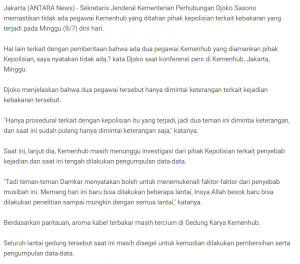 Jakarta (ANTARA News) - Sekretaris Jenderal Kementerian Perhubungan Djoko Sasono
memastikan tidak ada pegawai Kemenhub yang ditahan pihak kepolisian terkait kebakaran yang
terjadi pada Minggu (8/7) dini hari.
Hal lain terkait dengan pemberitaan bahwa ada dua pegawai Kemenhub yang diamankan pihak
Kepolisian, saya nyatakan tidak ada,? kata Djoko saat konferensi pers di Kemenhub, Jakarta,
Minggu.
Djoko menjelaskan bahwa dua pegawai tersebut hanya dimintai keterangan terkait kejadian
kebakaran tersebut.
"Hanya prosedural terkait dengan kepolisian itu yang terjadi, jadi dua teman ini dimintai keterangan,
dan saat ini sudah pulang hanya dimintai keterangan saja," katanya.
Saat ini, lanjut dia, Kemenhub masih menunggu investigasi dari pihak Kepolisian terkait penyebab
kejadian dan saat ini tengah dilakukan pengumpulan data-data.
"Tadi teman-teman Damkar menyatakan boleh untuk memenukeali faktor-faktor dari penyebab
musibah ini. Memang hari ini baru bisa dilakukan beberapa lantai, Insya Allah besok baru bisa
dilakukan penelitian sampai mungkin dengan semua lantai," katanya.
Berdasarkan pantauan, aroma kabel terbakar masih tercium di Gedung Karya Kemenhub.
Seluruh lantai gedung tersebut saat ini masih disegel untuk kemudian dilakukan pembersihan serta
pengumpulan data-data.